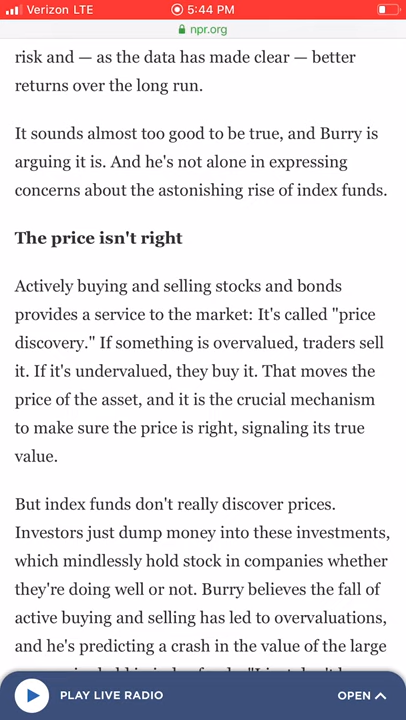 Verizon LTE 5:44 PM
npr.org
risk and — as the data has made clear — better
returns over the long run.
It sounds almost too good to be true, and Burry is
arguing it is. And he's not alone in expressing
concerns about the astonishing rise of index funds.
The price isn't right
Actively buying and selling stocks and bonds
provides a service to the market: It's called "price
discovery." If something is overvalued, traders sell
it. If it's undervalued, they buy it. That moves the
price of the asset, and it is the crucial mechanism
to make sure the price is right, signaling its true
value.
But index funds don't really discover prices.
Investors just dump money into these investments,
which mindlessly hold stock in companies whether
they're doing well or not. Burry believes the fall of
active buying and selling has led to overvaluations,
and he's predicting a crash in the value of the large
PLAY LIVE RADIO
OPEN